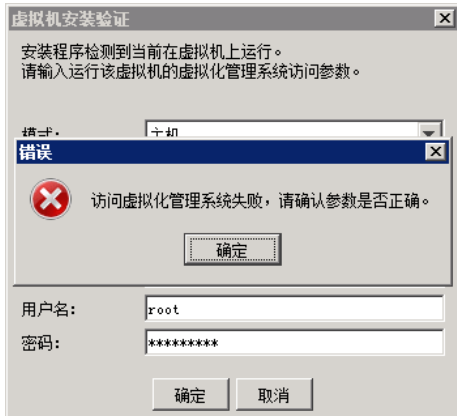 虚拟机安装验证
安装程序检测到当前在虚拟机上运行。
请输入运行该虚拟机的虚拟化管理系统访问参数。
模式:
主机
错误
访问虚拟化管理系统失败，请确认参数是否正确。
确定
用户名: root
密码: *********
确定 取消